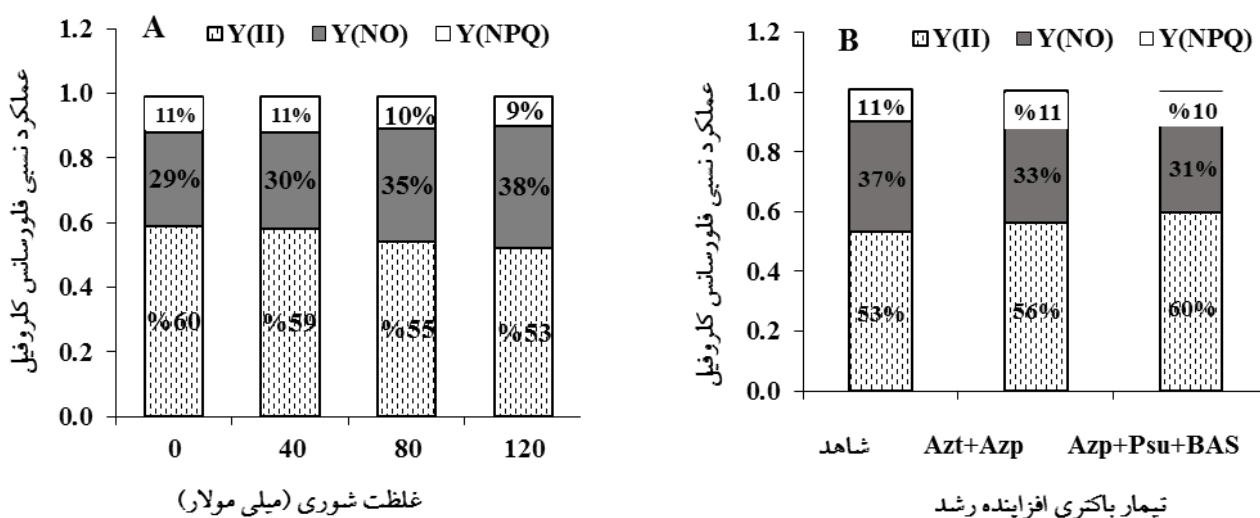 A
Y(II) Y(NO) Y(NPQ)
عملکرد نسبی فلورسانس کلروفیل
1.2
1.0
0.8
0.6
0.4
0.2
0.0
11% 11% 10% 9%
29% 30% 35% 38%
%60 %59 %55 %53
0 40 80 120
غلظت شوری (میلی مولار)
B
Y(II) Y(NO) Y(NPQ)
عملکرد نسبی فلورسانس کلروفیل
1.2
1.0
0.8
0.6
0.4
0.2
0.0
11% %11 %10
37% 33% 31%
53% 56% 60%
شاهد Azt+Azp Azp+Psu+BAS
تیمار باکتری افزاینده رشد